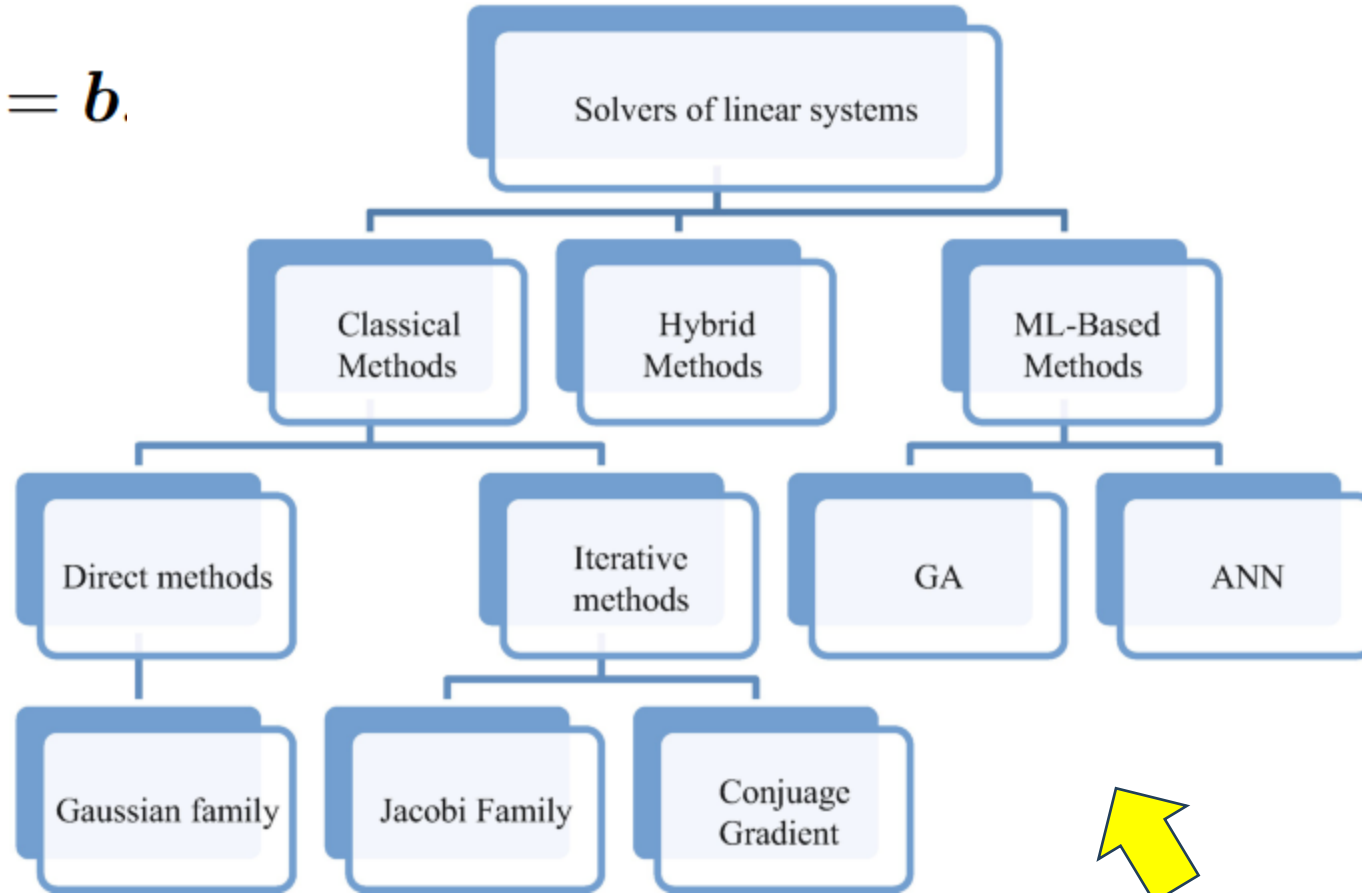 = b.
Solvers of linear systems
Classical
Methods
Hybrid
Methods
ML-Based
Methods
Direct methods
Iterative
methods
GA
ANN
Gaussian family
Jacobi Family
Conjuage
Gradient